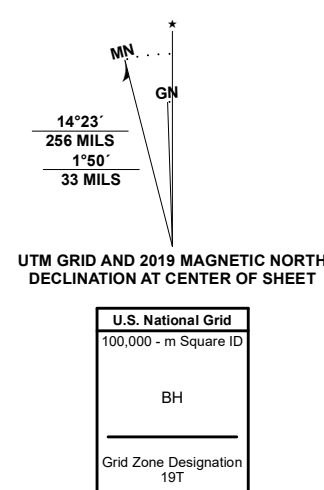 ★
MN
GN
14°23´
256 MILS
1°50´
33 MILS
UTM GRID AND 2019 MAGNETIC NORTH
DECLINATION AT CENTER OF SHEET
U.S. National Grid
100,000 - m Square ID
BH
Grid Zone Designation
19T